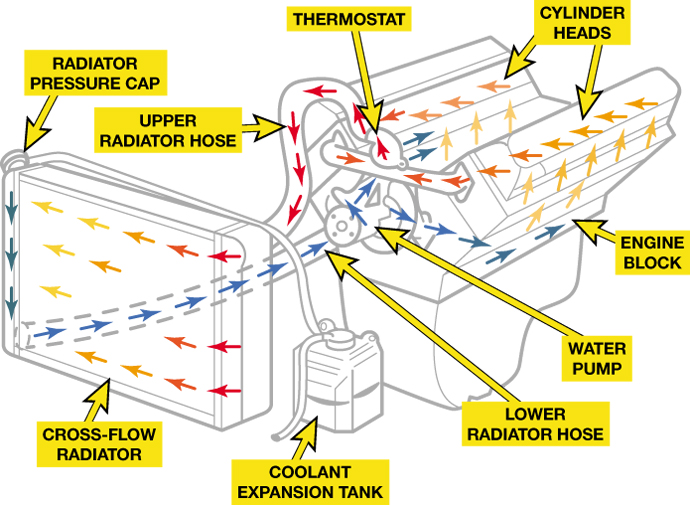 THERMOSTAT
CYLINDER
HEADS
RADIATOR
PRESSURE CAP
UPPER
RADIATOR HOSE
ENGINE
BLOCK
WATER
PUMP
LOWER
RADIATOR HOSE
CROSS-FLOW
RADIATOR
COOLANT
EXPANSION TANK